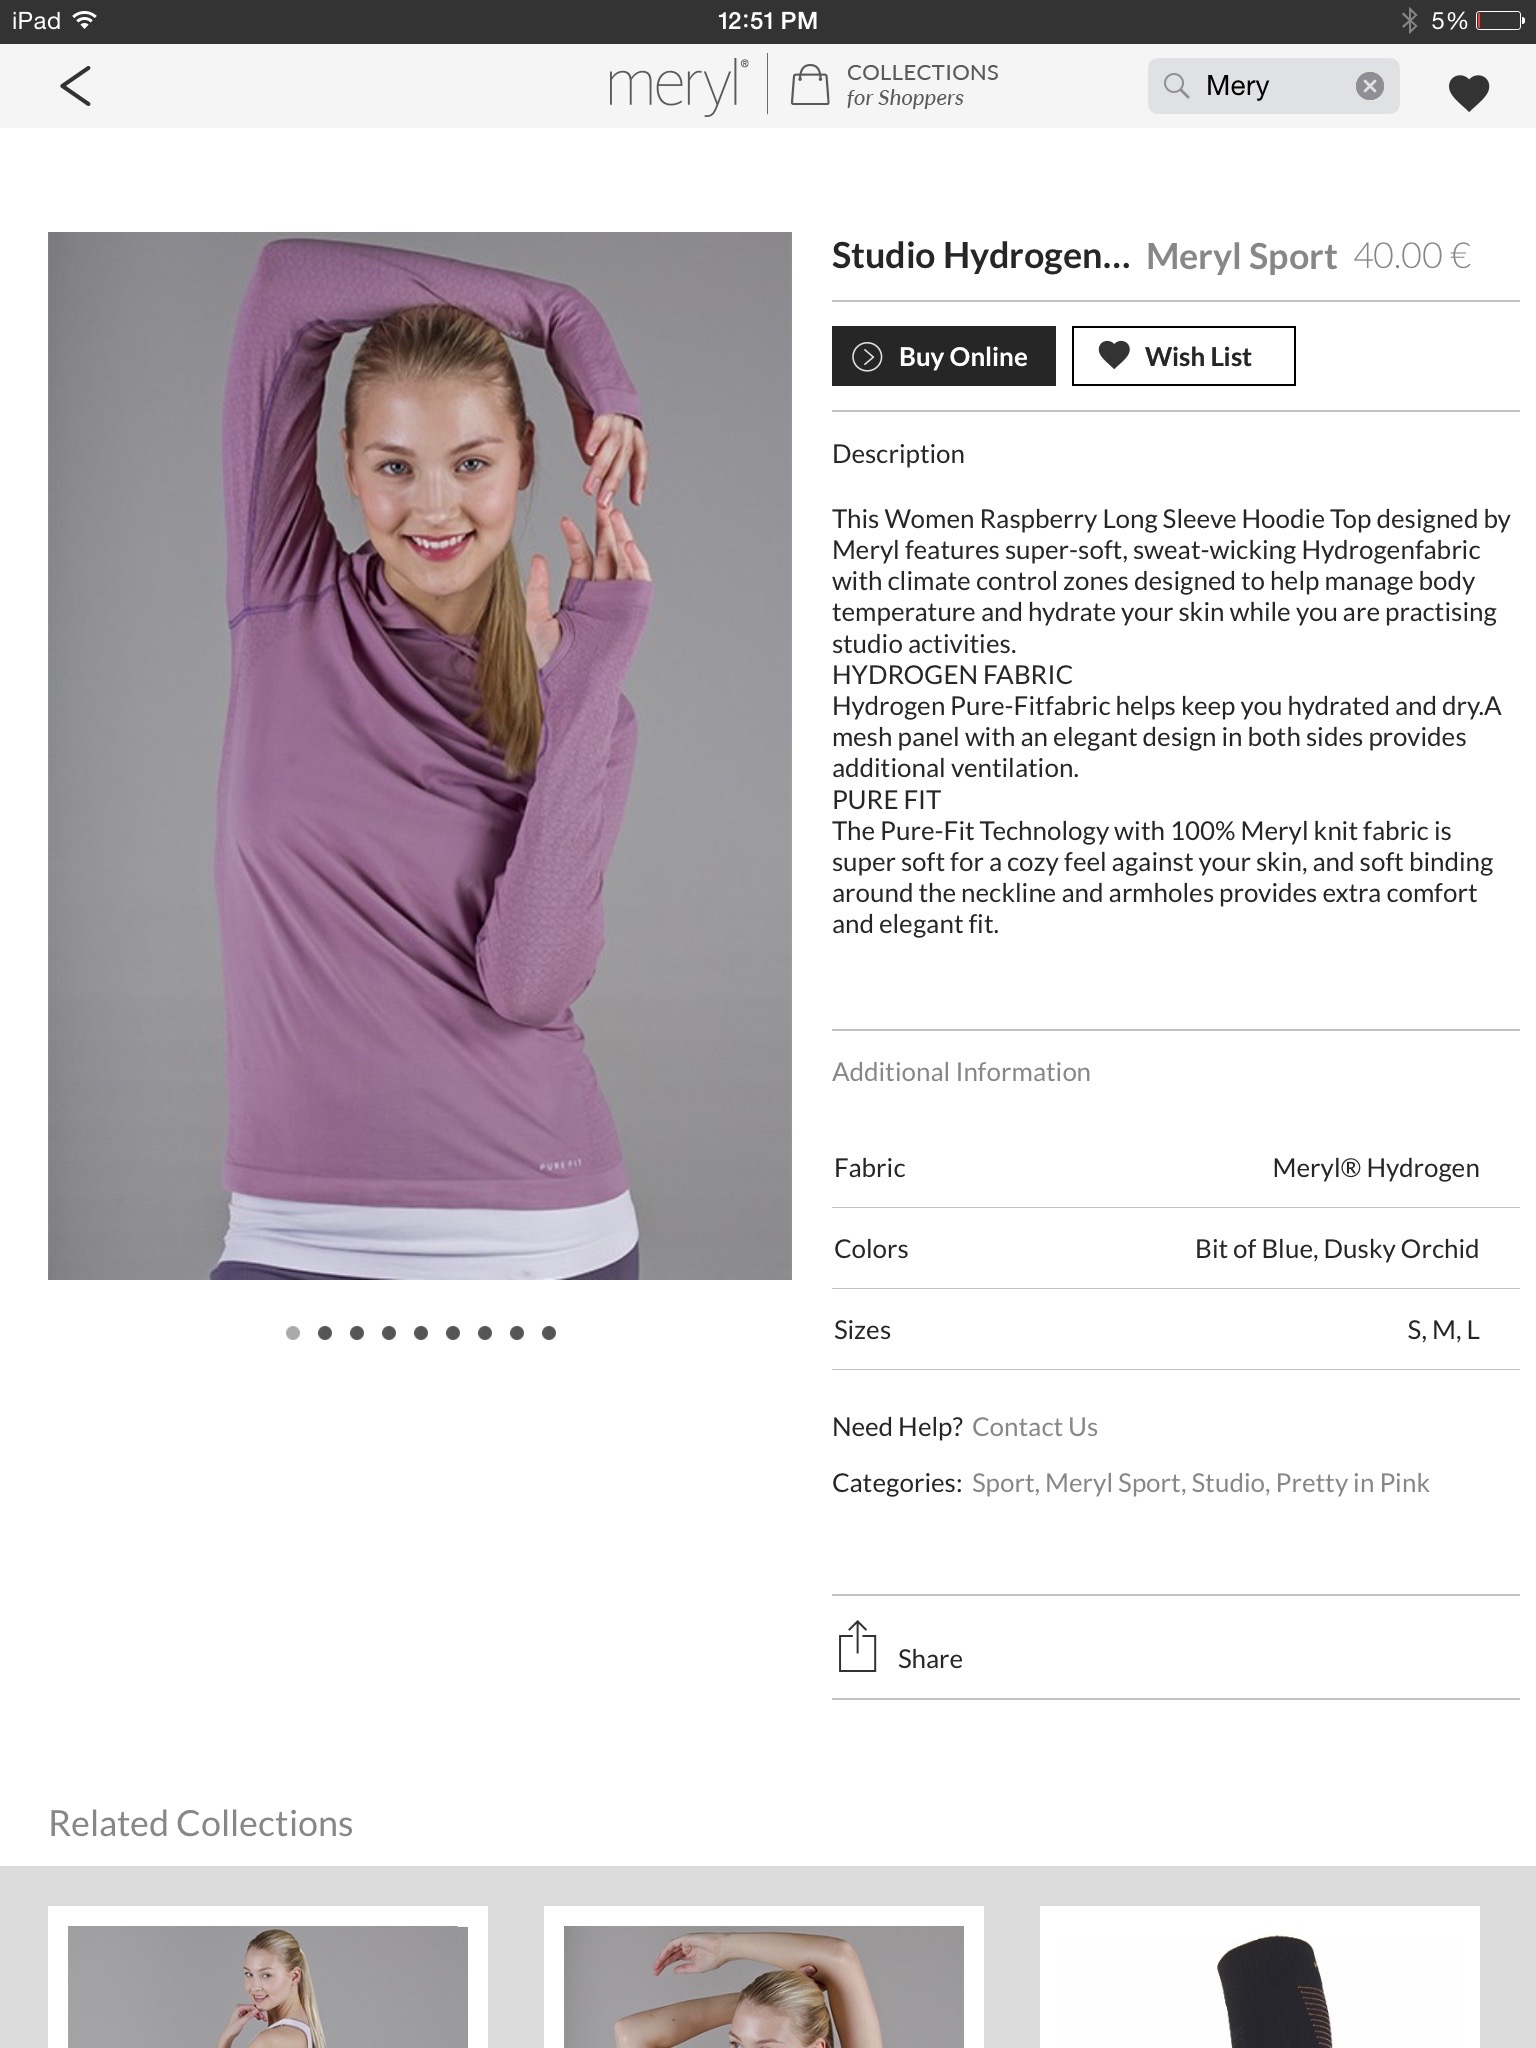 iPad
12:51 PM
5%
meryl®
COLLECTIONS
for Shoppers
Mery
Studio Hydrogen... Meryl Sport 40.00 €
Buy Online
Wish List
Description
This Women Raspberry Long Sleeve Hoodie Top designed by
Meryl features super-soft, sweat-wicking Hydrogenfabric
with climate control zones designed to help manage body
temperature and hydrate your skin while you are practising
studio activities.
HYDROGEN FABRIC
Hydrogen Pure-Fitfabric helps keep you hydrated and dry.A
mesh panel with an elegant design in both sides provides
additional ventilation.
PURE FIT
The Pure-Fit Technology with 100% Meryl knit fabric is
super soft for a cozy feel against your skin, and soft binding
around the neckline and armholes provides extra comfort
and elegant fit.
PURE FIT
Additional Information
Fabric Meryl® Hydrogen
Colors Bit of Blue, Dusky Orchid
Sizes S, M, L
Need Help? Contact Us
Categories: Sport, Meryl Sport, Studio, Pretty in Pink
Share
Related Collections